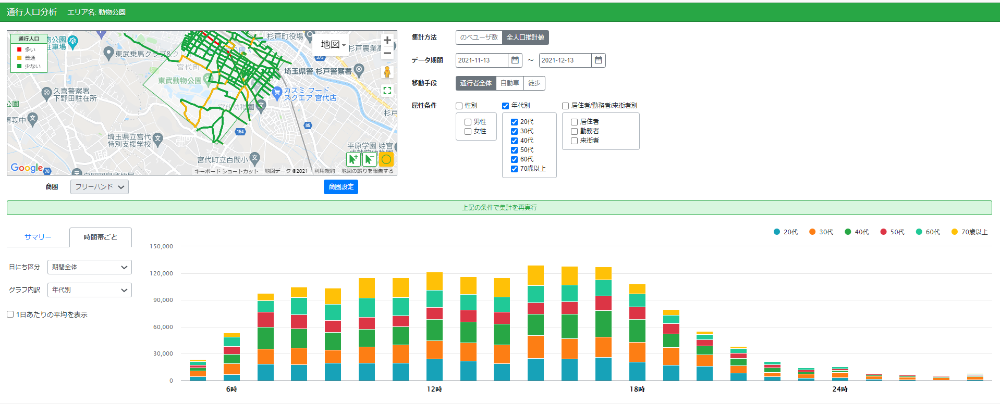 通行人口分析 エリア名: 動物公園
通行人口
多い
普通
少ない
物公園
駐車場
東武乗馬クラブ&
杉戸町役場
地図
杉戸農業高
373
宮代町
公園
埼玉県警 杉戸警察署
東武動物公園
久喜警察署
下野田駐在所
カスミ フード
スクエア 宮代店
公園
宮代幼稚園
杉戸
菁義中
154
85
埼玉県立宮代
特別支援学校
平原学園 姫宮
宮代町立百間小
Google
78
キーボード ショートカット
地図データ ©2021
利用規約
地図の誤りを報告する
商圏 フリーハンド
商圏設定
集計方法 のべユーザ数 全人口推計値
データ期間 2021-11-13 ～ 2021-12-13
移動手段 通行者全体 自動車 徒歩
属性条件 性別 年代別 居住者/勤務者/来街者別
男性
女性
20代
30代
40代
50代
60代
70歳以上
居住者
勤務者
来街者
上記の条件で集計を再実行
サマリー 時間帯ごと
日にち区分 期間全体
グラフ内訳 年代別
1日あたりの平均を表示
20代 30代 40代 50代 60代 70歳以上
150,000
120,000
90,000
60,000
30,000
0
6時 12時 18時 24時